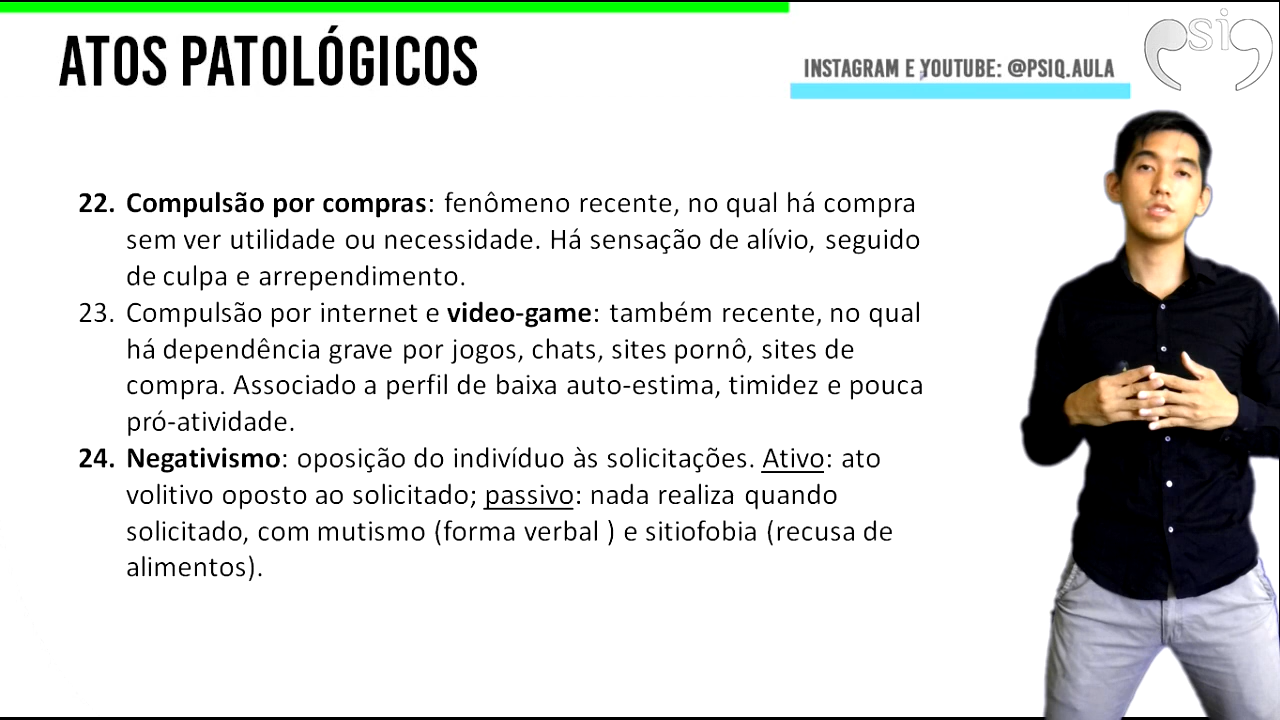 ATOS PATOLÓGICOS
INSTAGRAM E YOUTUBE: @PSIQ.AULA
psiq
22. Compulsão por compras: fenômeno recente, no qual há compra
sem ver utilidade ou necessidade. Há sensação de alívio, seguido
de culpa e arrependimento.
23. Compulsão por internet e video-game: também recente, no qual
há dependência grave por jogos, chats, sites pornô, sites de
compra. Associado a perfil de baixa auto-estima, timidez e pouca
pró-atividade.
24. Negativismo: oposição do indivíduo às solicitações. Ativo: ato
volitivo oposto ao solicitado; passivo: nada realiza quando
solicitado, com mutismo (forma verbal ) e sitiofobia (recusa de
alimentos).